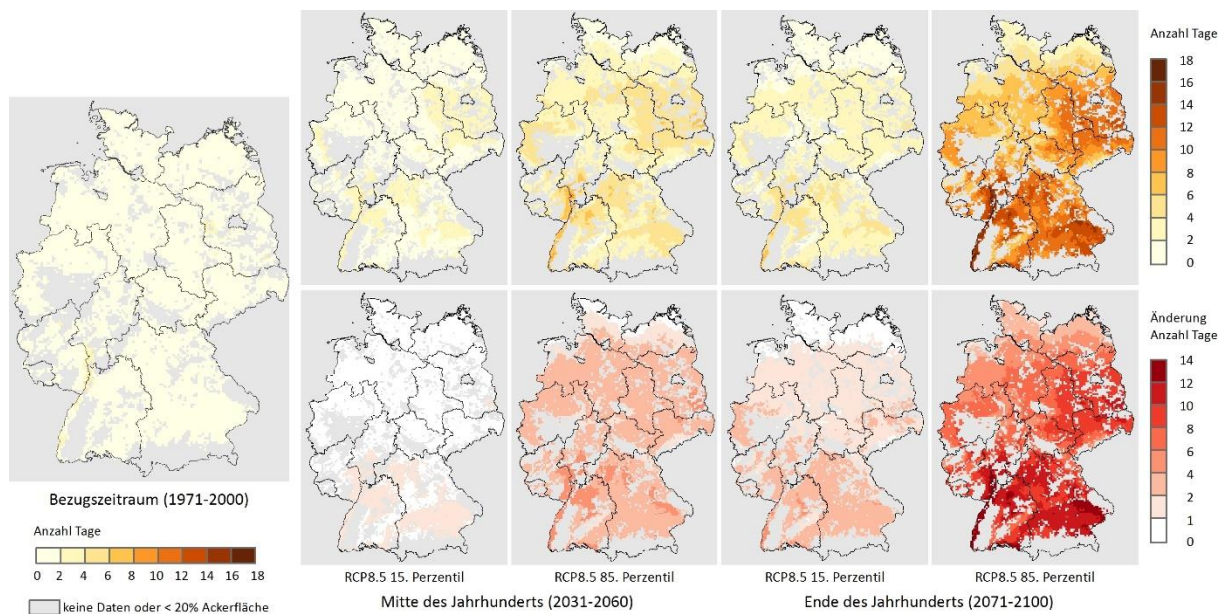 Bezugszeitraum (1971-2000)
Anzahl Tage
0 2 4 6 8 10 12 14 16 18
keine Daten oder < 20% Ackerfläche
Anzahl Tage
18
16
14
12
10
8
6
4
2
0
Änderung
Anzahl Tage
14
12
10
8
6
4
2
1
0
RCP8.5 15. Perzentil RCP8.5 85. Perzentil RCP8.5 15. Perzentil RCP8.5 85. Perzentil
Mitte des Jahrhunderts (2031-2060) Ende des Jahrhunderts (2071-2100)